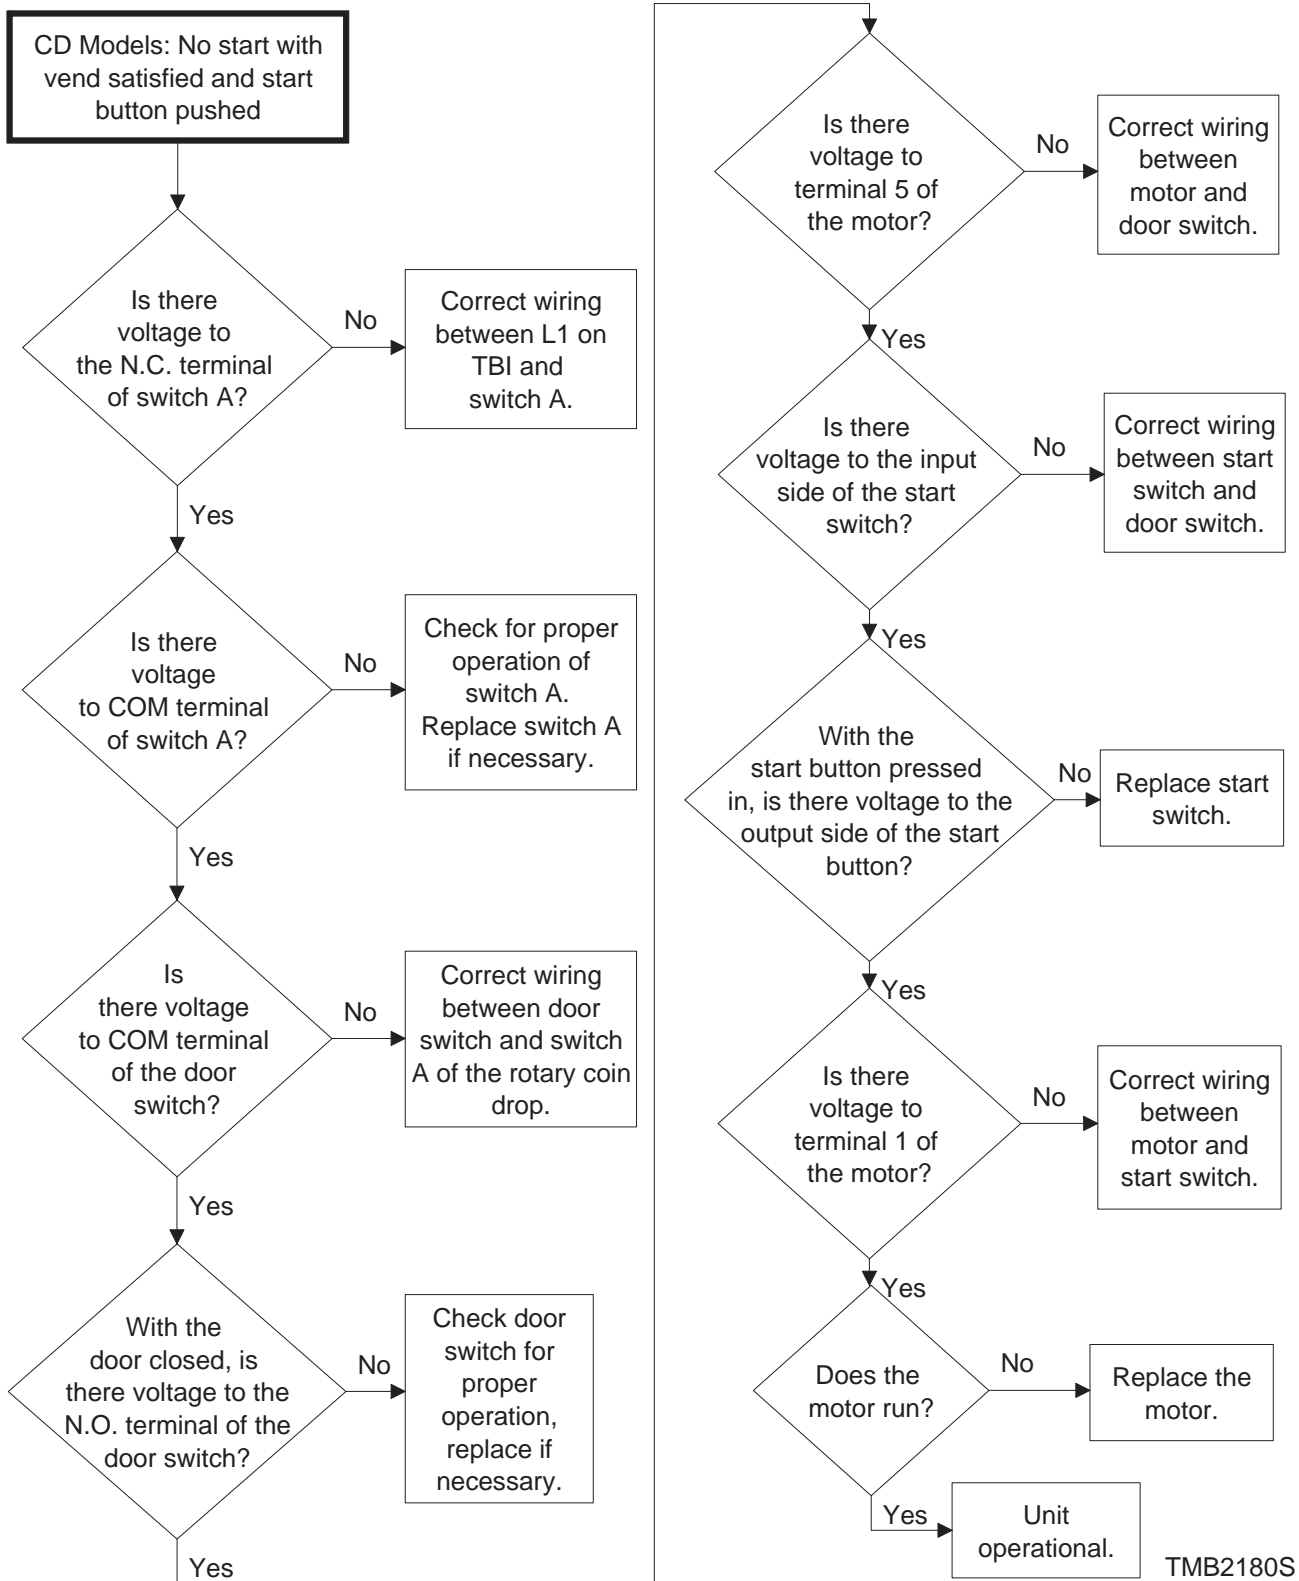 CD Models: No start with
vend satisfied and start
button pushed
Is there
voltage to
the N.C. terminal
of switch A?
No
Correct wiring
between L1 on
TBI and
switch A.
Yes
Is there
voltage
to COM terminal
of switch A?
No
Check for proper
operation of
switch A.
Replace switch A
if necessary.
Yes
Is
there voltage
to COM terminal
of the door
switch?
No
Correct wiring
between door
switch and switch
A of the rotary coin
drop.
Yes
With the
door closed, is
there voltage to the
N.O. terminal of the
door switch?
No
Check door
switch for
proper
operation,
replace if
necessary.
Yes
Is there
voltage to
terminal 5 of
the motor?
No
Correct wiring
between
motor and
door switch.
Yes
Is there
voltage to the input
side of the start
switch?
No
Correct wiring
between start
switch and
door switch.
Yes
With the
start button pressed
in, is there voltage to the
output side of the start
button?
No
Replace start
switch.
Yes
Is there
voltage to
terminal 1 of
the motor?
No
Correct wiring
between
motor and
start switch.
Yes
Does the
motor run?
No
Replace the
motor.
Yes
Unit
operational.
TMB2180S